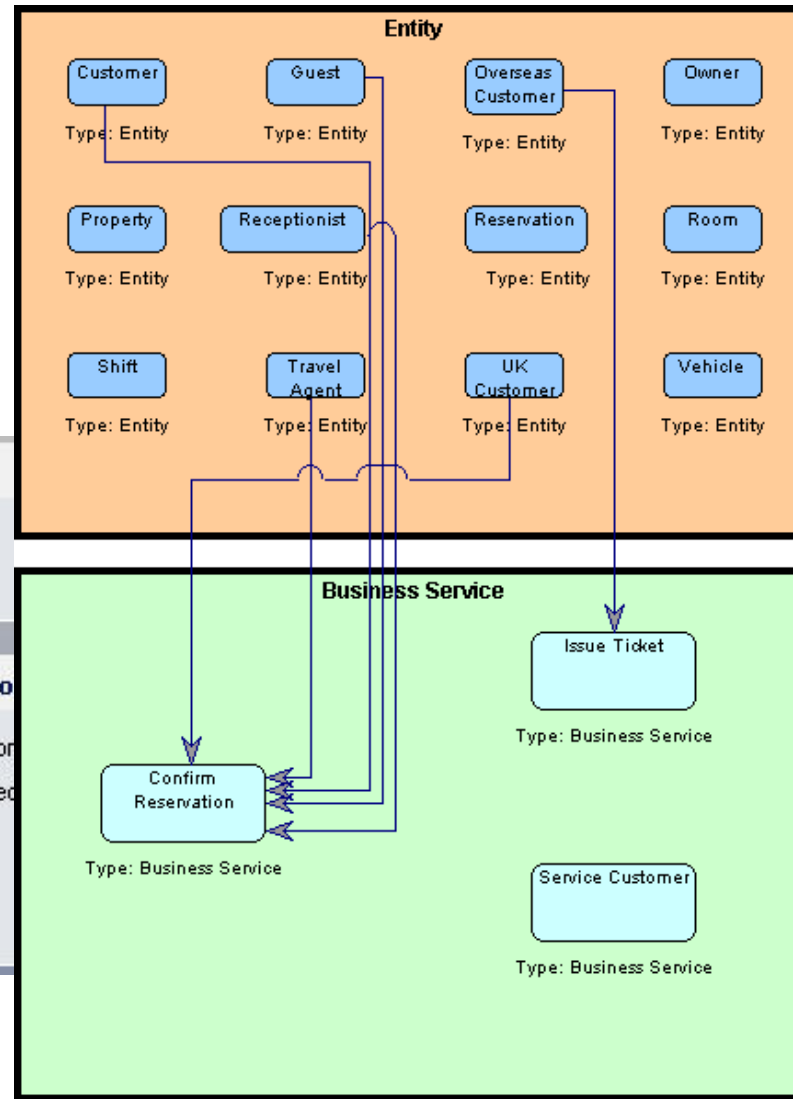 Entity
Customer
Guest
Overseas
Customer
Owner
Type: Entity
Type: Entity
Type: Entity
Type: Entity
Property
Receptionist
Reservation
Room
Type: Entity
Type: Entity
Type: Entity
Type: Entity
Shift
Travel
Agent
UK
Customer
Vehicle
Type: Entity
Type: Entity
Type: Entity
Type: Entity
Business Service
Issue Ticket
Type: Business Service
Confirm
Reservation
Type: Business Service
Service Customer
Type: Business Service